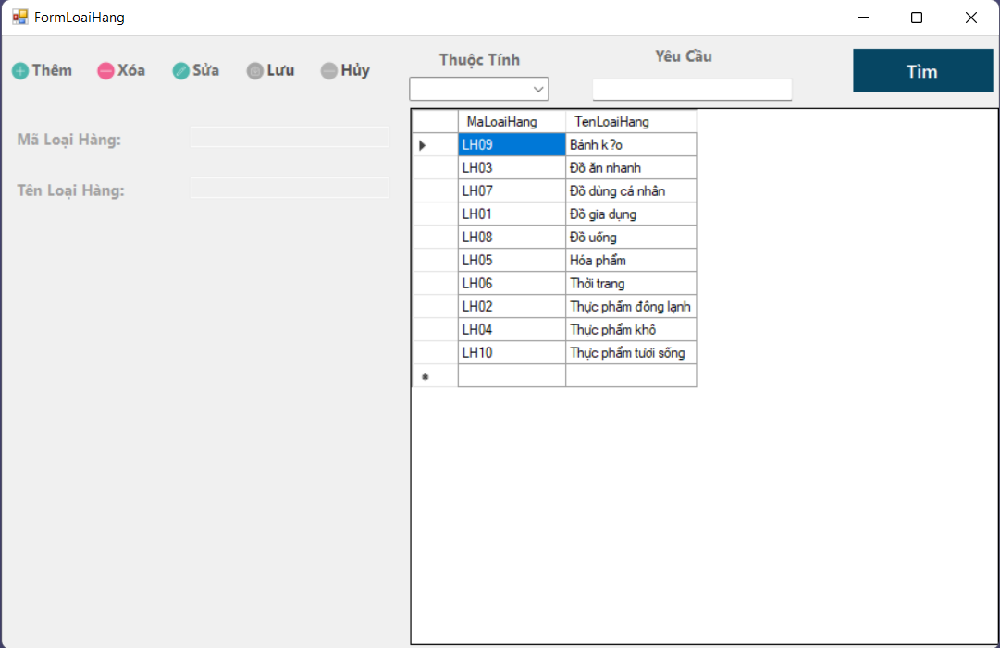 FormLoaiHang
Thêm Xóa Sửa Lưu Hủy
Thuộc Tính
Yêu Cầu
Tìm
Mã Loại Hàng:
Tên Loại Hàng:
MaLoaiHang TenLoaiHang
LH09 Bánh k?o
LH03 Đồ ăn nhanh
LH07 Đồ dùng cá nhân
LH01 Đồ gia dụng
LH08 Đồ uống
LH05 Hóa phẩm
LH06 Thời trang
LH02 Thực phẩm đông lạnh
LH04 Thực phẩm khô
LH10 Thực phẩm tươi sống